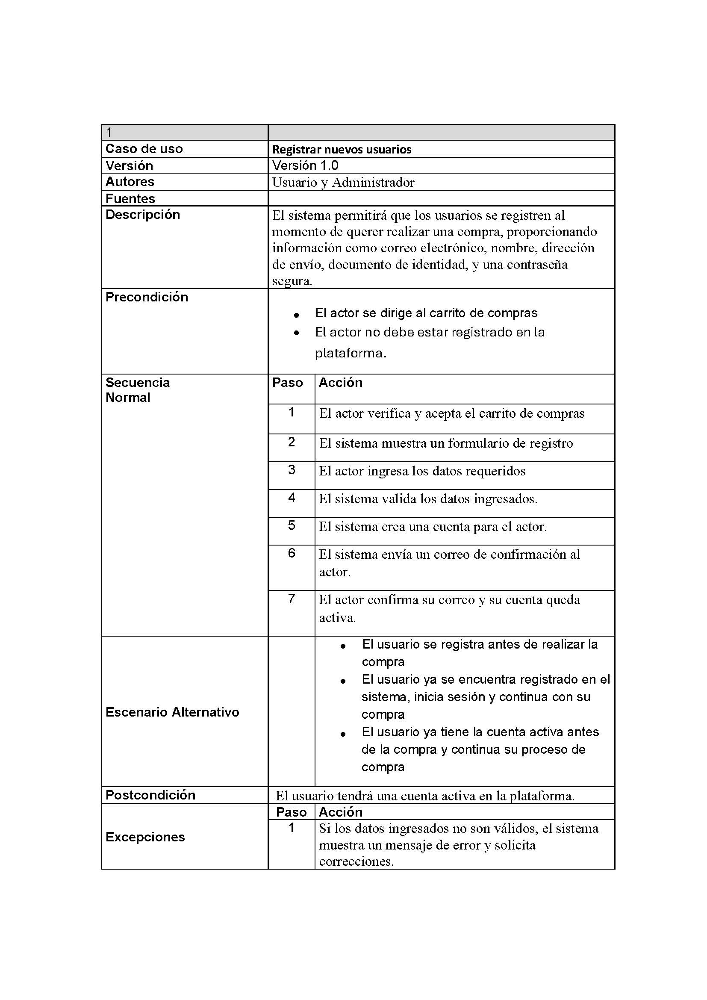 1
Caso de uso
Registrar nuevos usuarios
Versión
Versión 1.0
Autores
Usuario y Administrador
Fuentes
Descripción
El sistema permitirá que los usuarios se registren al
momento de querer realizar una compra, proporcionando
información como correo electrónico, nombre, dirección
de envío, documento de identidad, y una contraseña
segura.
Precondición
● El actor se dirige al carrito de compras
● El actor no debe estar registrado en la
plataforma.
Secuencia
Normal
Paso Acción
1 El actor verifica y acepta el carrito de compras
2 El sistema muestra un formulario de registro
3 El actor ingresa los datos requeridos
4 El sistema valida los datos ingresados.
5 El sistema crea una cuenta para el actor.
6 El sistema envía un correo de confirmación al
actor.
7 El actor confirma su correo y su cuenta queda
activa.
Escenario Alternativo
● El usuario se registra antes de realizar la
compra
● El usuario ya se encuentra registrado en el
sistema, inicia sesión y continua con su
compra
● El usuario ya tiene la cuenta activa antes
de la compra y continua su proceso de
compra
Postcondición
El usuario tendrá una cuenta activa en la plataforma.
Excepciones
Paso Acción
1 Si los datos ingresados no son válidos, el sistema
muestra un mensaje de error y solicita
correcciones.